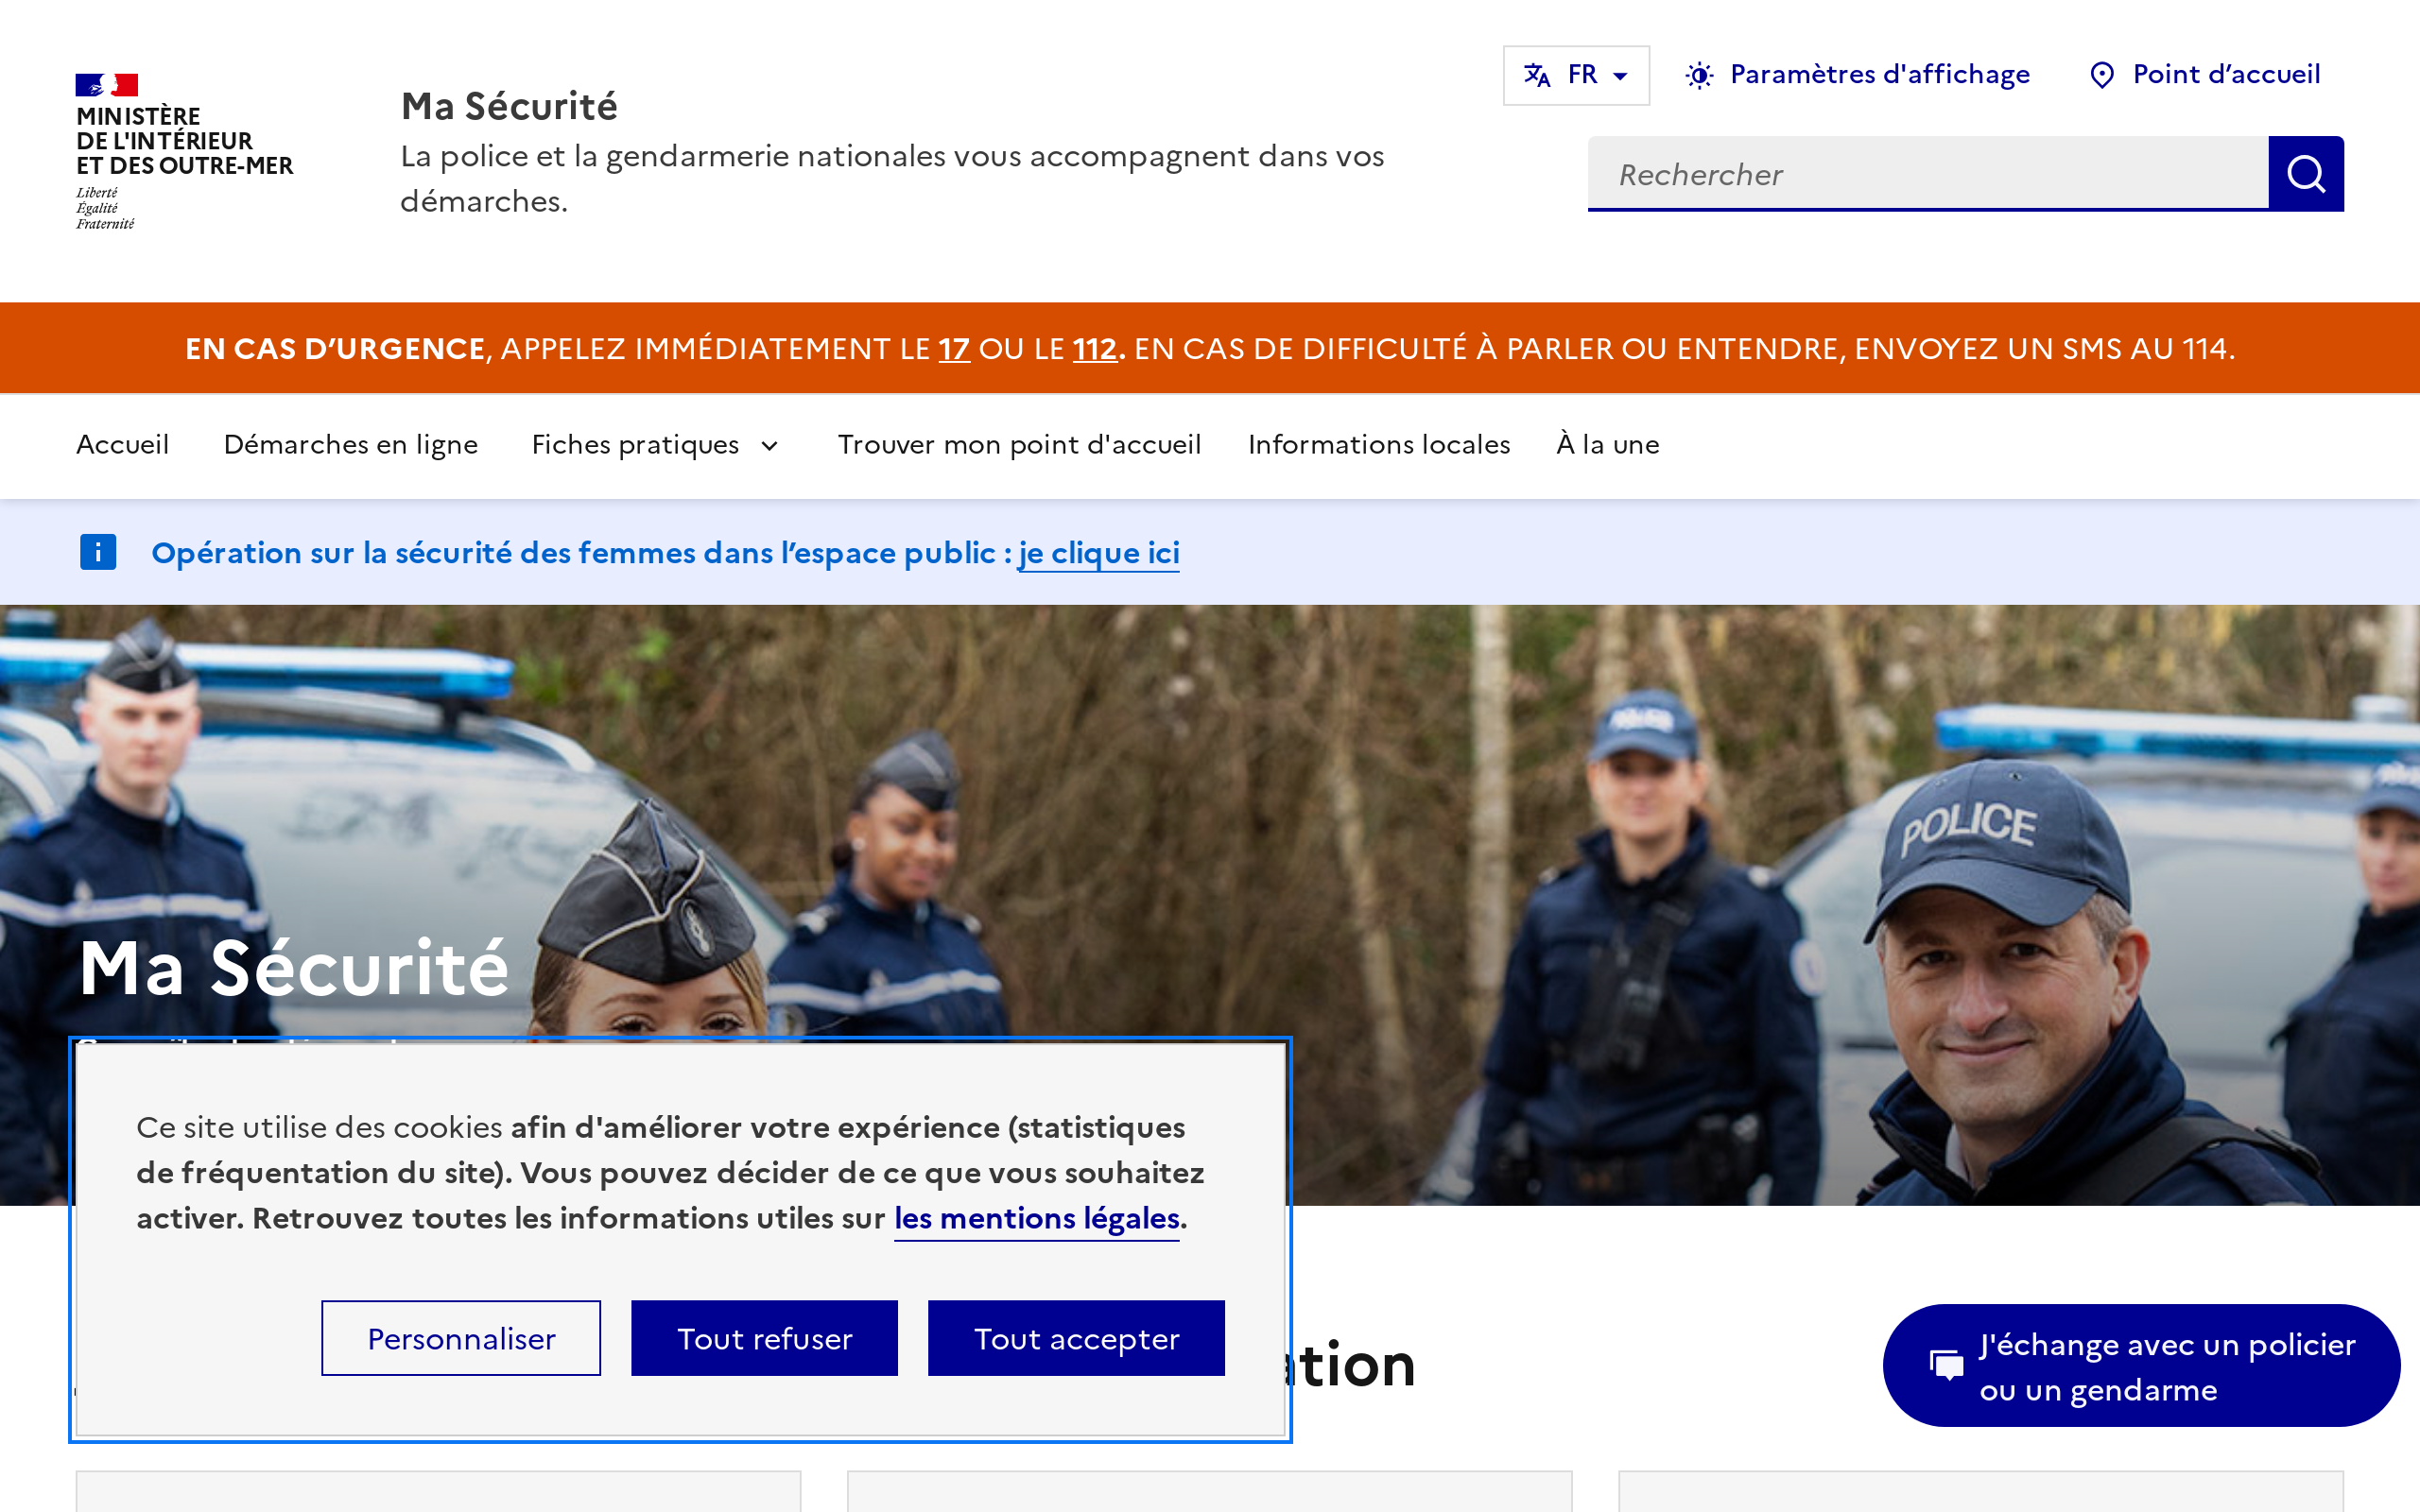 MINISTÈRE
DE L'INTÉRIEUR
ET DES OUTRE-MER
Liberté
Égalité
Fraternité
Ma Sécurité
La police et la gendarmerie nationales vous accompagnent dans vos
démarches.
FR
Paramètres d'affichage
Point d’accueil
Rechercher
EN CAS D’URGENCE, APPELEZ IMMÉDIATEMENT LE 17 OU LE 112. EN CAS DE DIFFICULTÉ À PARLER OU ENTENDRE, ENVOYEZ UN SMS AU 114.
Accueil
Démarches en ligne
Fiches pratiques
Trouver mon point d'accueil
Informations locales
À la une
Opération sur la sécurité des femmes dans l’espace public : je clique ici
POLICE
Ma Sécurité
Ce site utilise des cookies afin d'améliorer votre expérience (statistiques
de fréquentation du site). Vous pouvez décider de ce que vous souhaitez
activer. Retrouvez toutes les informations utiles sur les mentions légales.
Personnaliser
Tout refuser
Tout accepter
J'échange avec un policier
ou un gendarme